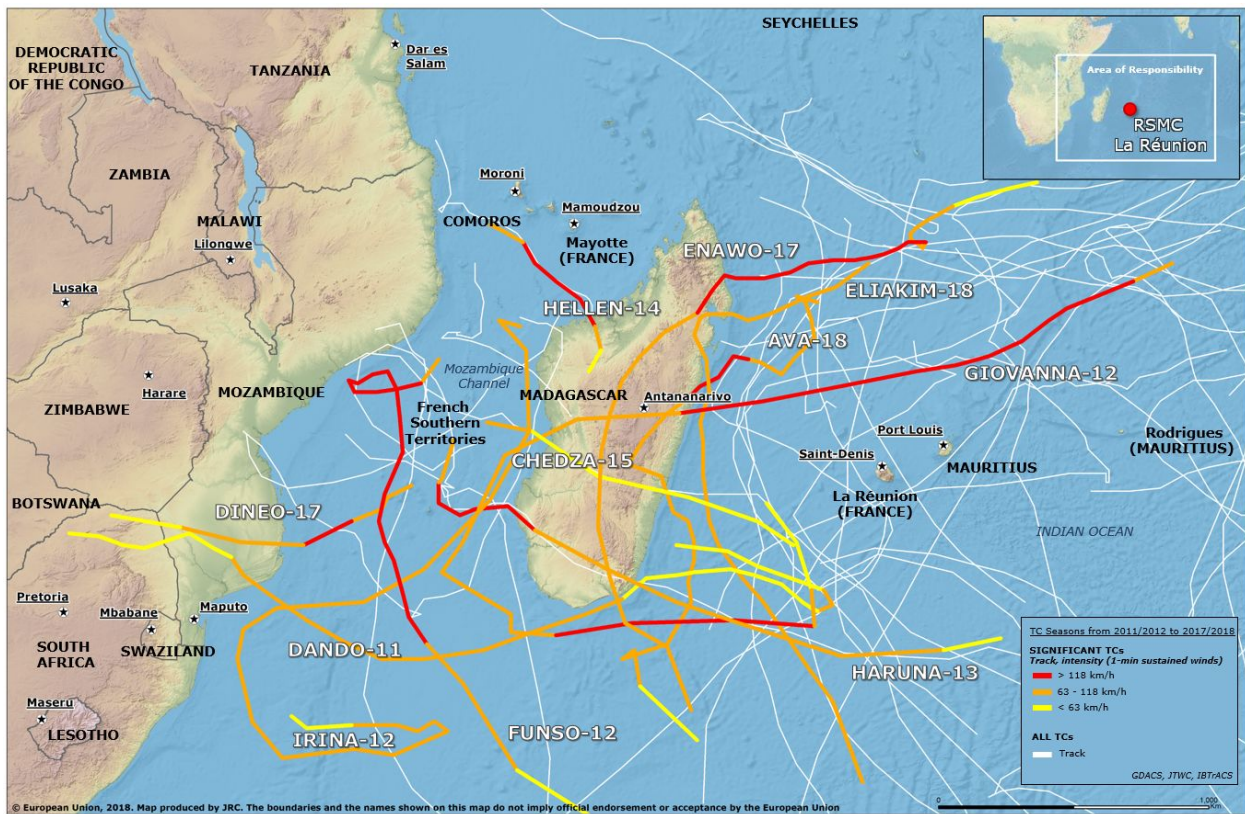 SEYCHELLES
DEMOCRATIC
REPUBLIC
OF THE CONGO
TANZANIA
Dar es
Salam
Area of Responsibility
RSMC
La Réunion
ZAMBIA
Moroni
MALAWI
COMOROS
Mamoudzou
Lilongwe
Mayotte
(FRANCE)
ENAWO-17
Lusaka
ELIAKIM-18
HELLEN-14
AVA-18
Mozambique
Channel
GIOVANNA-12
Harare
MOZAMBIQUE
MADAGASCAR
Antananarivo
ZIMBABWE
French
Southern
Territories
Port Louis
Rodrigues
(MAURITIUS)
CHEDZA-15
Saint-Denis
MAURITIUS
BOTSWANA
La Réunion
(FRANCE)
DINEO-17
INDIAN OCEAN
Pretoria
Mbabane
Maputo
SOUTH
AFRICA
SWAZILAND
DANDO-11
HARUNA-13
Maseru
LESOTHO
IRINA-12
FUNSO-12
TC Seasons from 2011/2012 to 2017/2018
SIGNIFICANT TCs
Track, intensity (1-min sustained winds)
> 118 km/h
63 - 118 km/h
< 63 km/h
ALL TCs
Track
GDACS, JTWC, IBTrACS
© European Union, 2018. Map produced by JRC. The boundaries and the names shown on this map do not imply official endorsement or acceptance by the European Union
0
1,000
Km